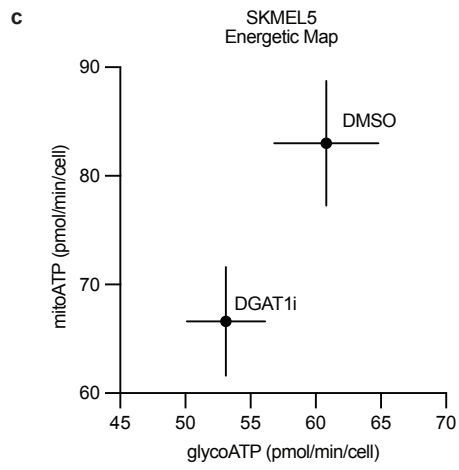 c
SKMEL5
Energetic Map
90
80
70
60
mitoATP (pmol/min/cell)
DMSO
DGAT1i
45 50 55 60 65 70
glycoATP (pmol/min/cell)